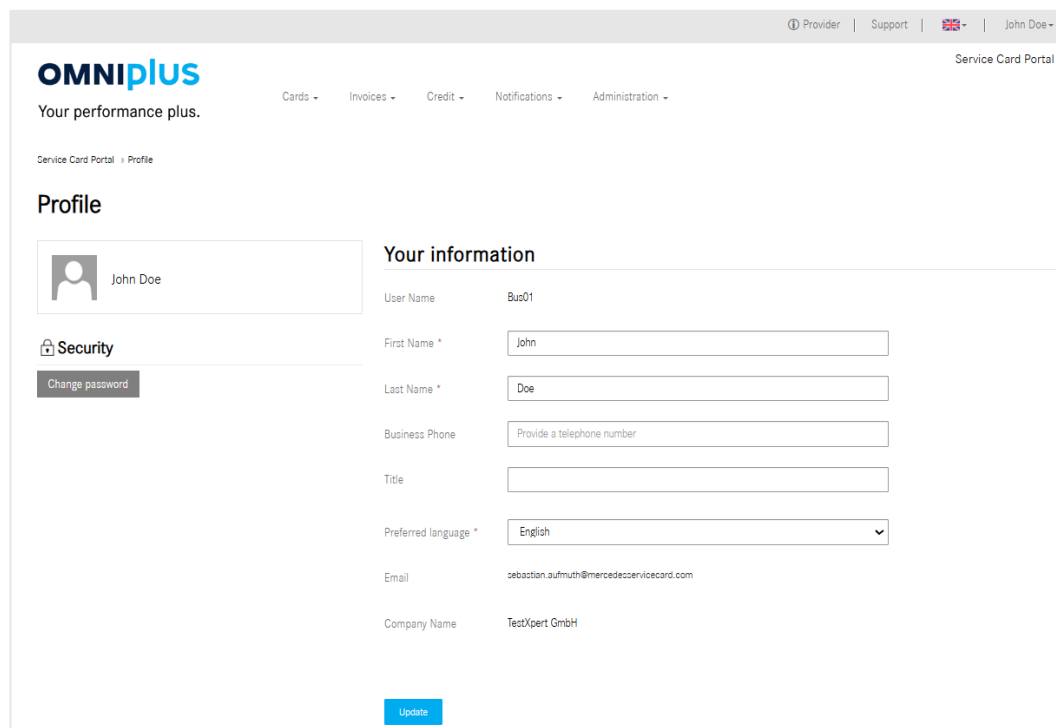 Provider | Support | | John Doe
Service Card Portal
OMNIplus
Your performance plus.
Cards Invoices Credit Notifications Administration
Service Card Portal › Profile
Profile
John Doe
Security
Change password
Your information
User Name Bus01
First Name * John
Last Name * Doe
Business Phone Provide a telephone number
Title
Preferred language * English
Email sebastian.aufmuth@mercedesservicecard.com
Company Name TestXpert GmbH
Update